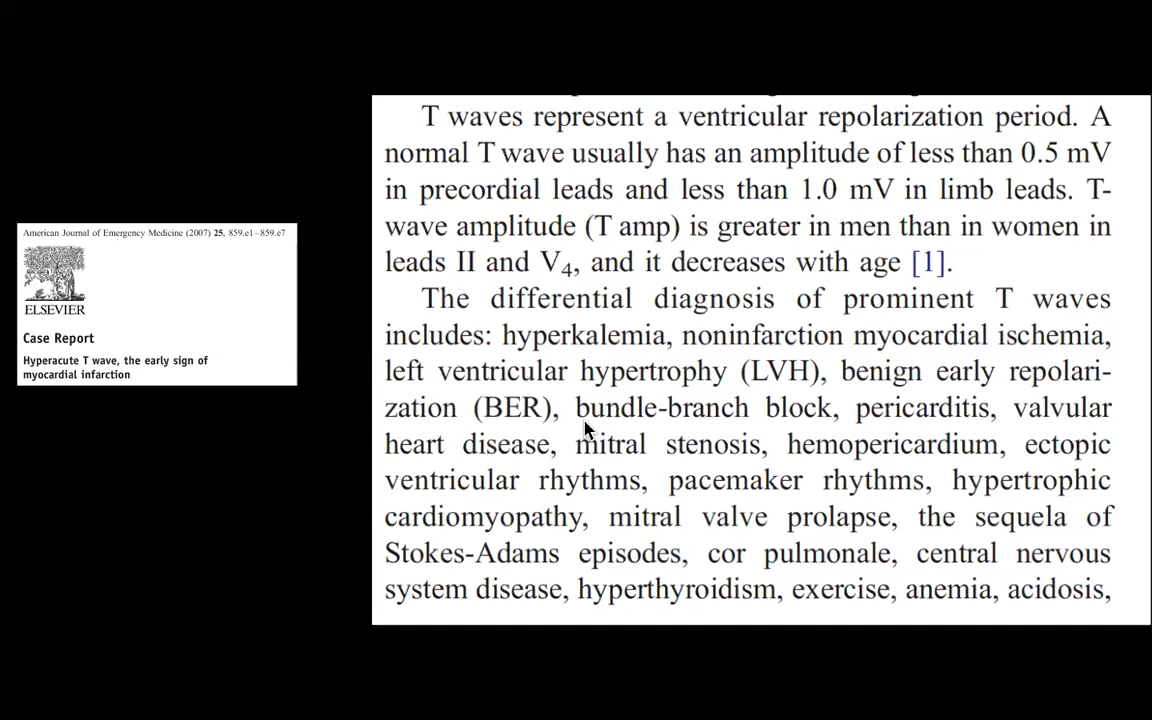 American Journal of Emergency Medicine (2007) 25, 859.e1–859.e7
ELSEVIER
Case Report
Hyperacute T wave, the early sign of
myocardial infarction
T waves represent a ventricular repolarization period. A
normal T wave usually has an amplitude of less than 0.5 mV
in precordial leads and less than 1.0 mV in limb leads. T-
wave amplitude (T amp) is greater in men than in women in
leads II and V4, and it decreases with age [1].
The differential diagnosis of prominent T waves
includes: hyperkalemia, noninfarction myocardial ischemia,
left ventricular hypertrophy (LVH), benign early repolari-
zation (BER), bundle-branch block, pericarditis, valvular
heart disease, mitral stenosis, hemopericardium, ectopic
ventricular rhythms, pacemaker rhythms, hypertrophic
cardiomyopathy, mitral valve prolapse, the sequela of
Stokes-Adams episodes, cor pulmonale, central nervous
system disease, hyperthyroidism, exercise, anemia, acidosis,